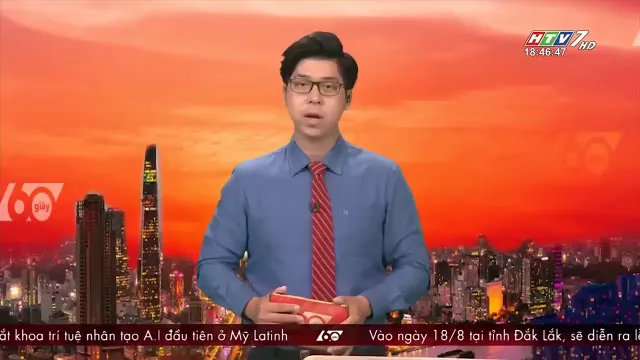 HTV7 HD
18:46:47
60 giây
ắt khoa trí tuệ nhân tạo A.I đầu tiên ở Mỹ Latinh 60 Vào ngày 18/8 tại tỉnh Đắk Lắk, sẽ diễn ra l